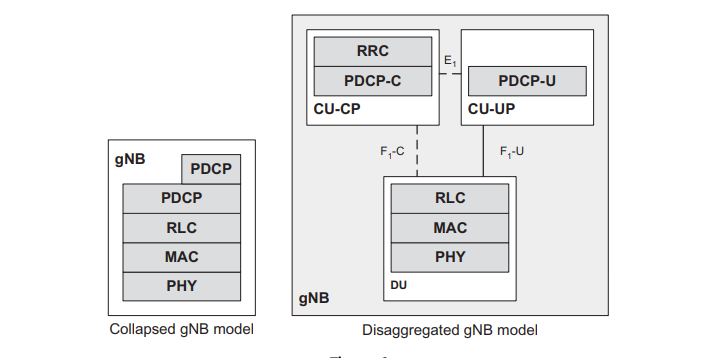 gNB
PDCP
PDCP
RLC
MAC
PHY
Collapsed gNB model
RRC
PDCP-C
CU-CP
E1
PDCP-U
CU-UP
F1-C
F1-U
RLC
MAC
PHY
DU
gNB
Disaggregated gNB model